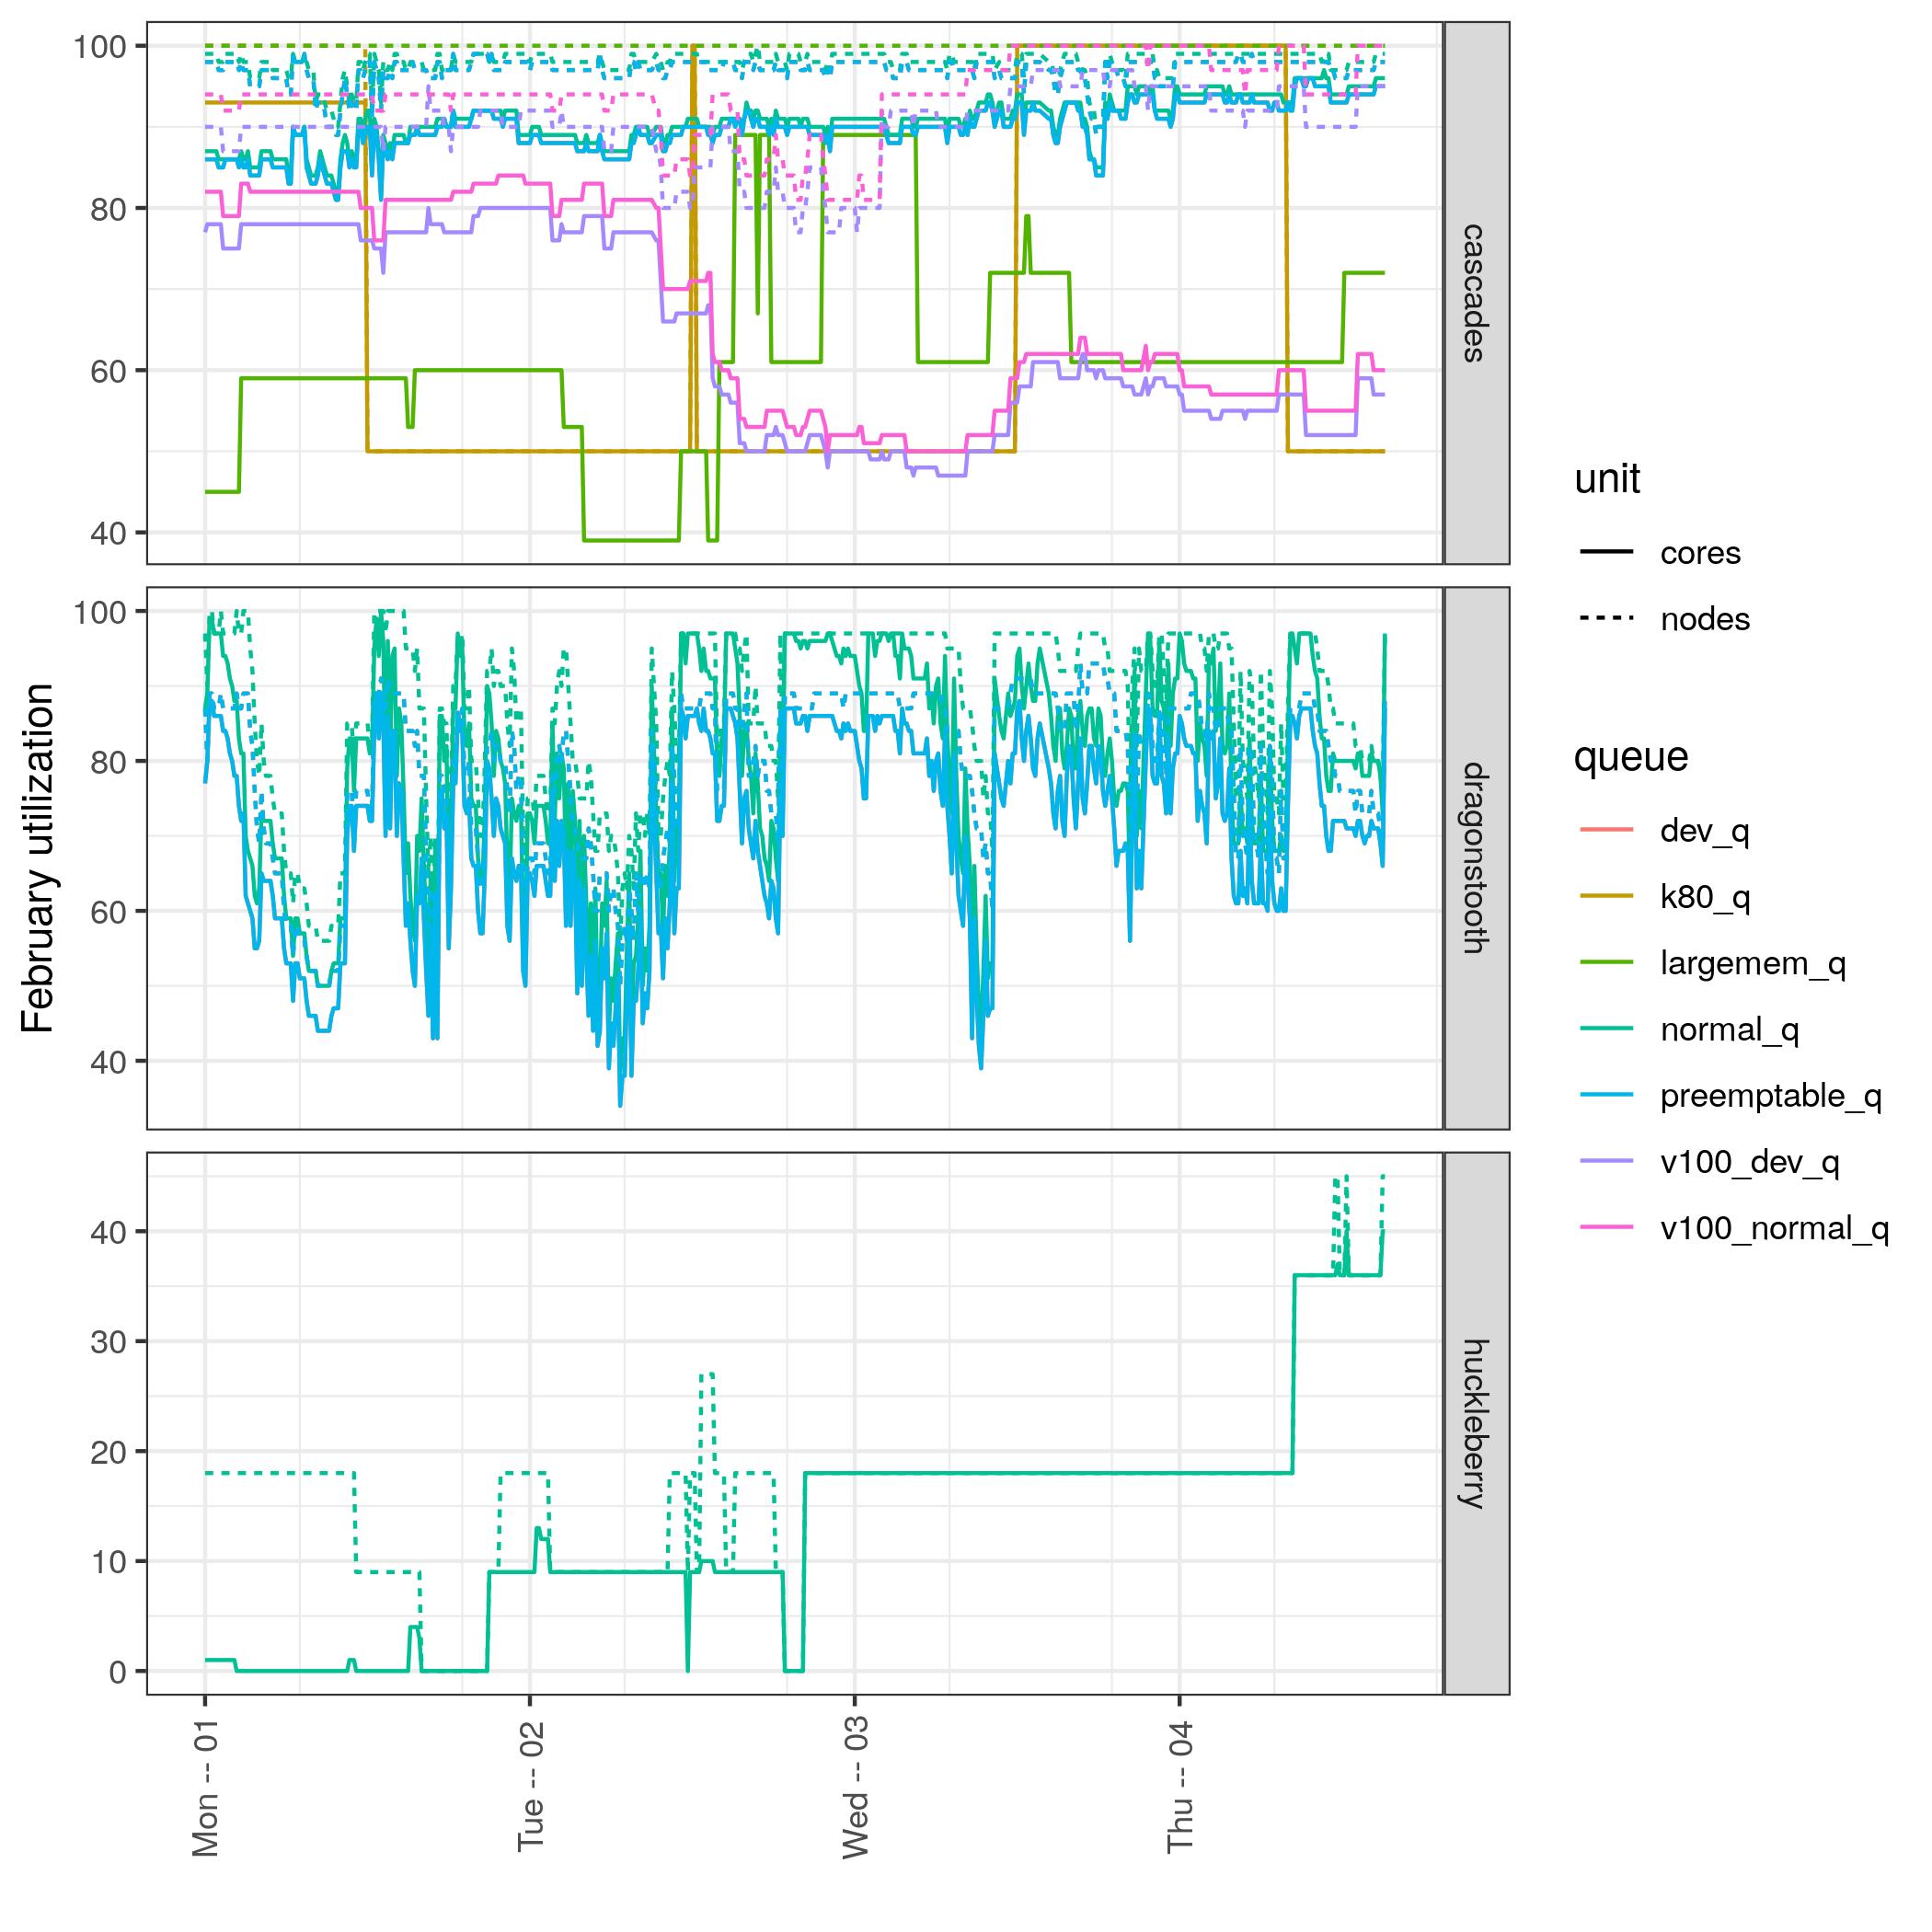 February utilization
100
80
60
40
cascades
100
80
60
40
dragonstooth
40
30
20
10
0
huckleberry
Mon -- 01
Tue -- 02
Wed -- 03
Thu -- 04
unit
cores
nodes
queue
dev_q
k80_q
largemem_q
normal_q
preemptable_q
v100_dev_q
v100_normal_q